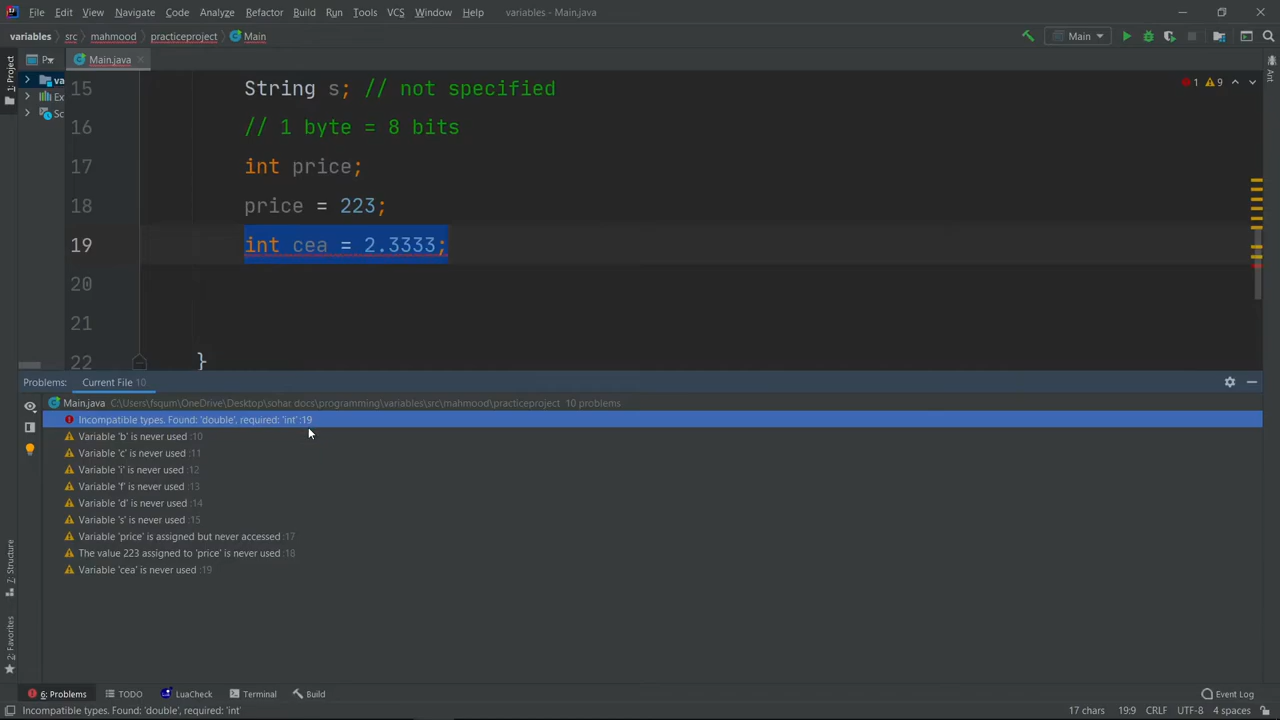 File Edit View Navigate Code Analyze Refactor Build Run Tools VCS Window Help variables - Main.java
variables src mahmood practiceproject Main Main
1: Project
P
Main.java
Ant
va
Ex
Sc
1 9
15 String s; // not specified
16 // 1 byte = 8 bits
17 int price;
18 price = 223;
19 int cea = 2.3333;
20
21
22 }
Problems: Current File 10
Main.java C:\Users\fsgum\OneDrive\Desktop\sohar docs\programming\variables\src\mahmood\practiceproject 10 problems
Incompatible types. Found: 'double', required: 'int' :19
Variable 'b' is never used :10
Variable 'c' is never used :11
Variable 'i' is never used :12
Variable 'f' is never used :13
Variable 'd' is never used :14
Variable 's' is never used :15
Variable 'price' is assigned but never accessed :17
The value 223 assigned to 'price' is never used :18
Variable 'cea' is never used :19
7: Structure
2: Favorites
6: Problems TODO LuaCheck Terminal Build Event Log
Incompatible types. Found: 'double', required: 'int' 17 chars 19:9 CRLF UTF-8 4 spaces